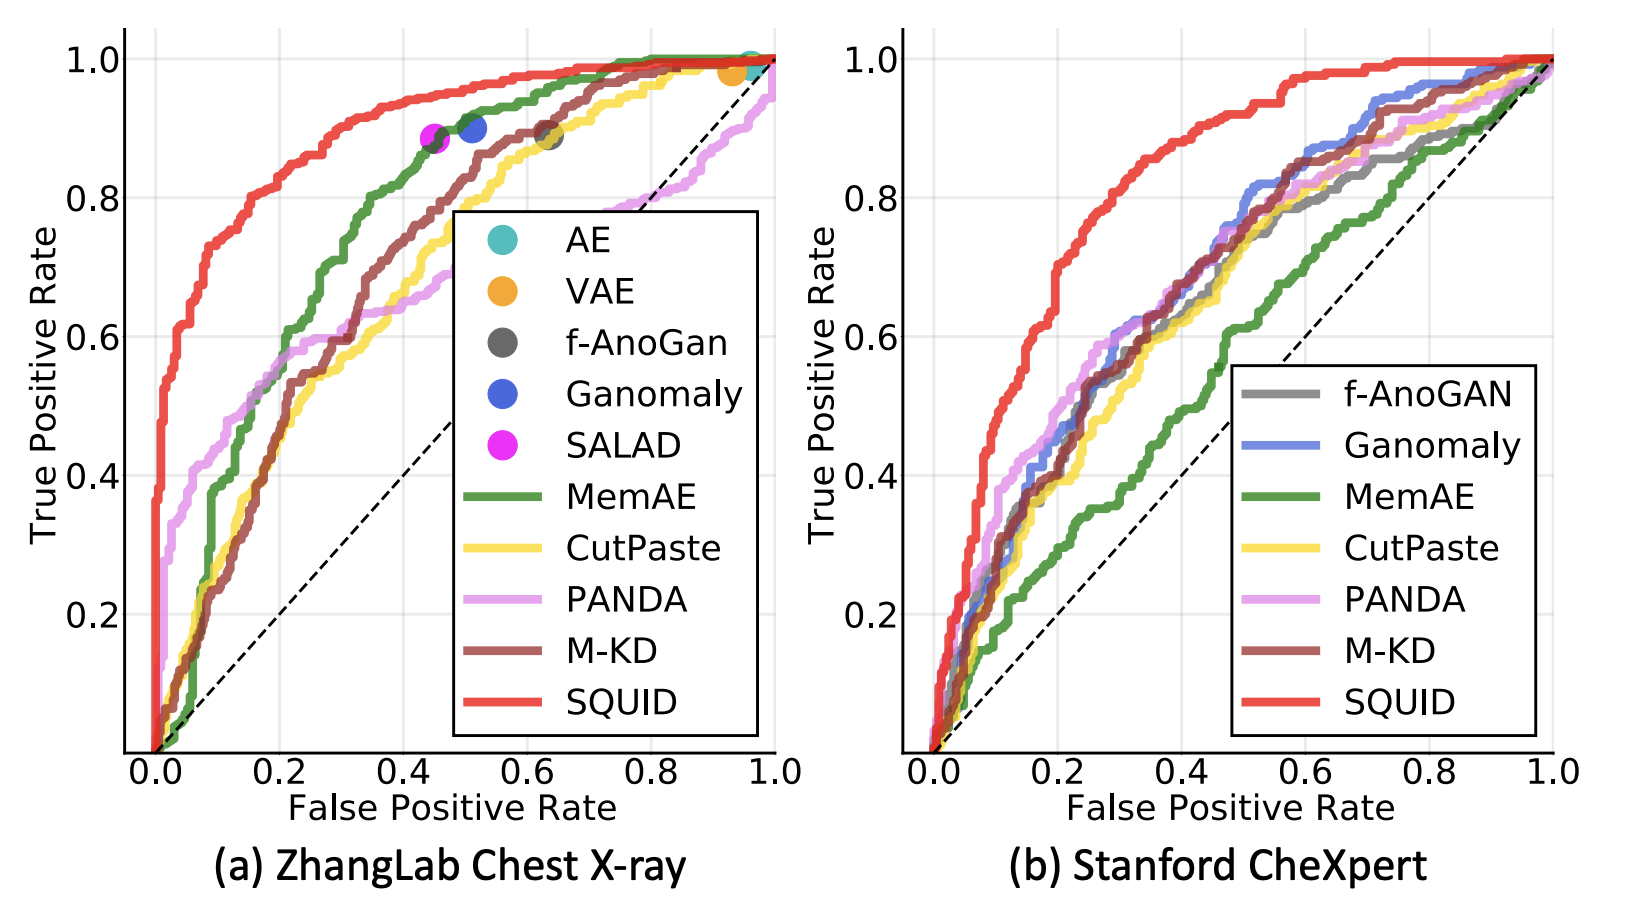 1.0
0.8
0.6
0.4
0.2
True Positive Rate
0.0 0.2 0.4 0.6 0.8 1.0
False Positive Rate
AE
VAE
f-AnoGan
Ganomaly
SALAD
MemAE
CutPaste
PANDA
M-KD
SQUID
(a) ZhangLab Chest X-ray
1.0
0.8
0.6
0.4
0.2
True Positive Rate
0.0 0.2 0.4 0.6 0.8 1.0
False Positive Rate
f-AnoGAN
Ganomaly
MemAE
CutPaste
PANDA
M-KD
SQUID
(b) Stanford CheXpert